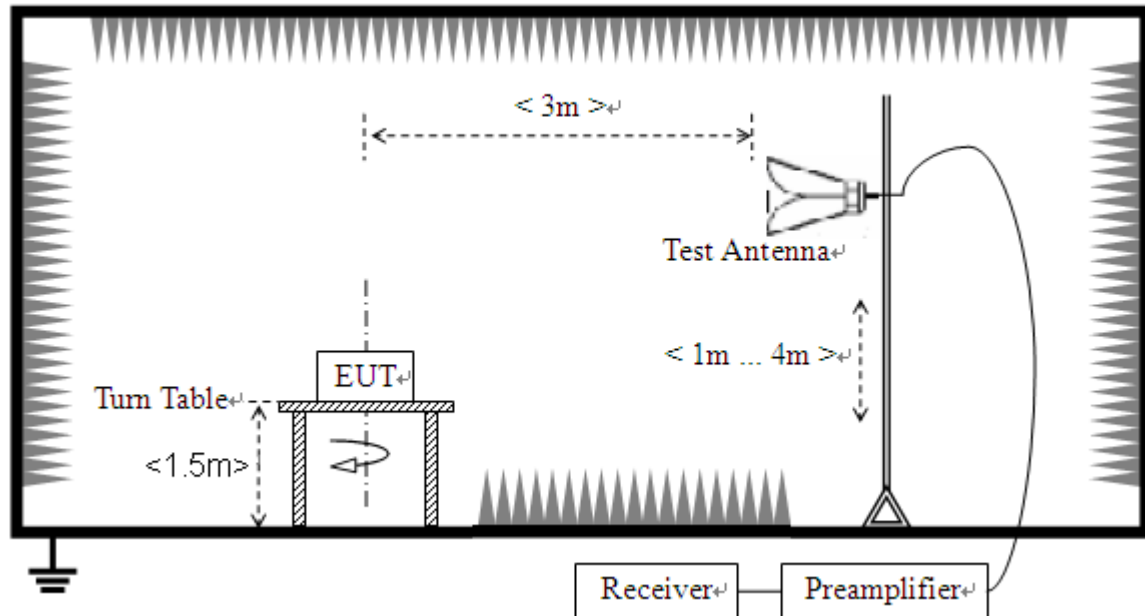 < 3m >↵
Test Antenna↵
< 1m ... 4m >↵
EUT↵
Turn Table↵
<1.5m>
Receiver↵
Preamplifier↵